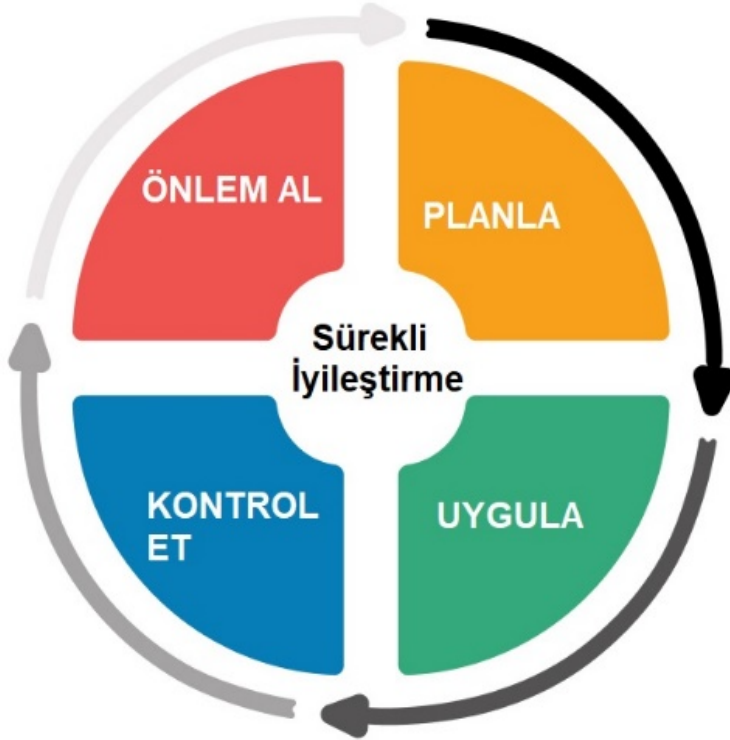 ÖNLEM AL
PLANLA
Sürekli
İyileştirme
KONTROL
ET
UYGULA